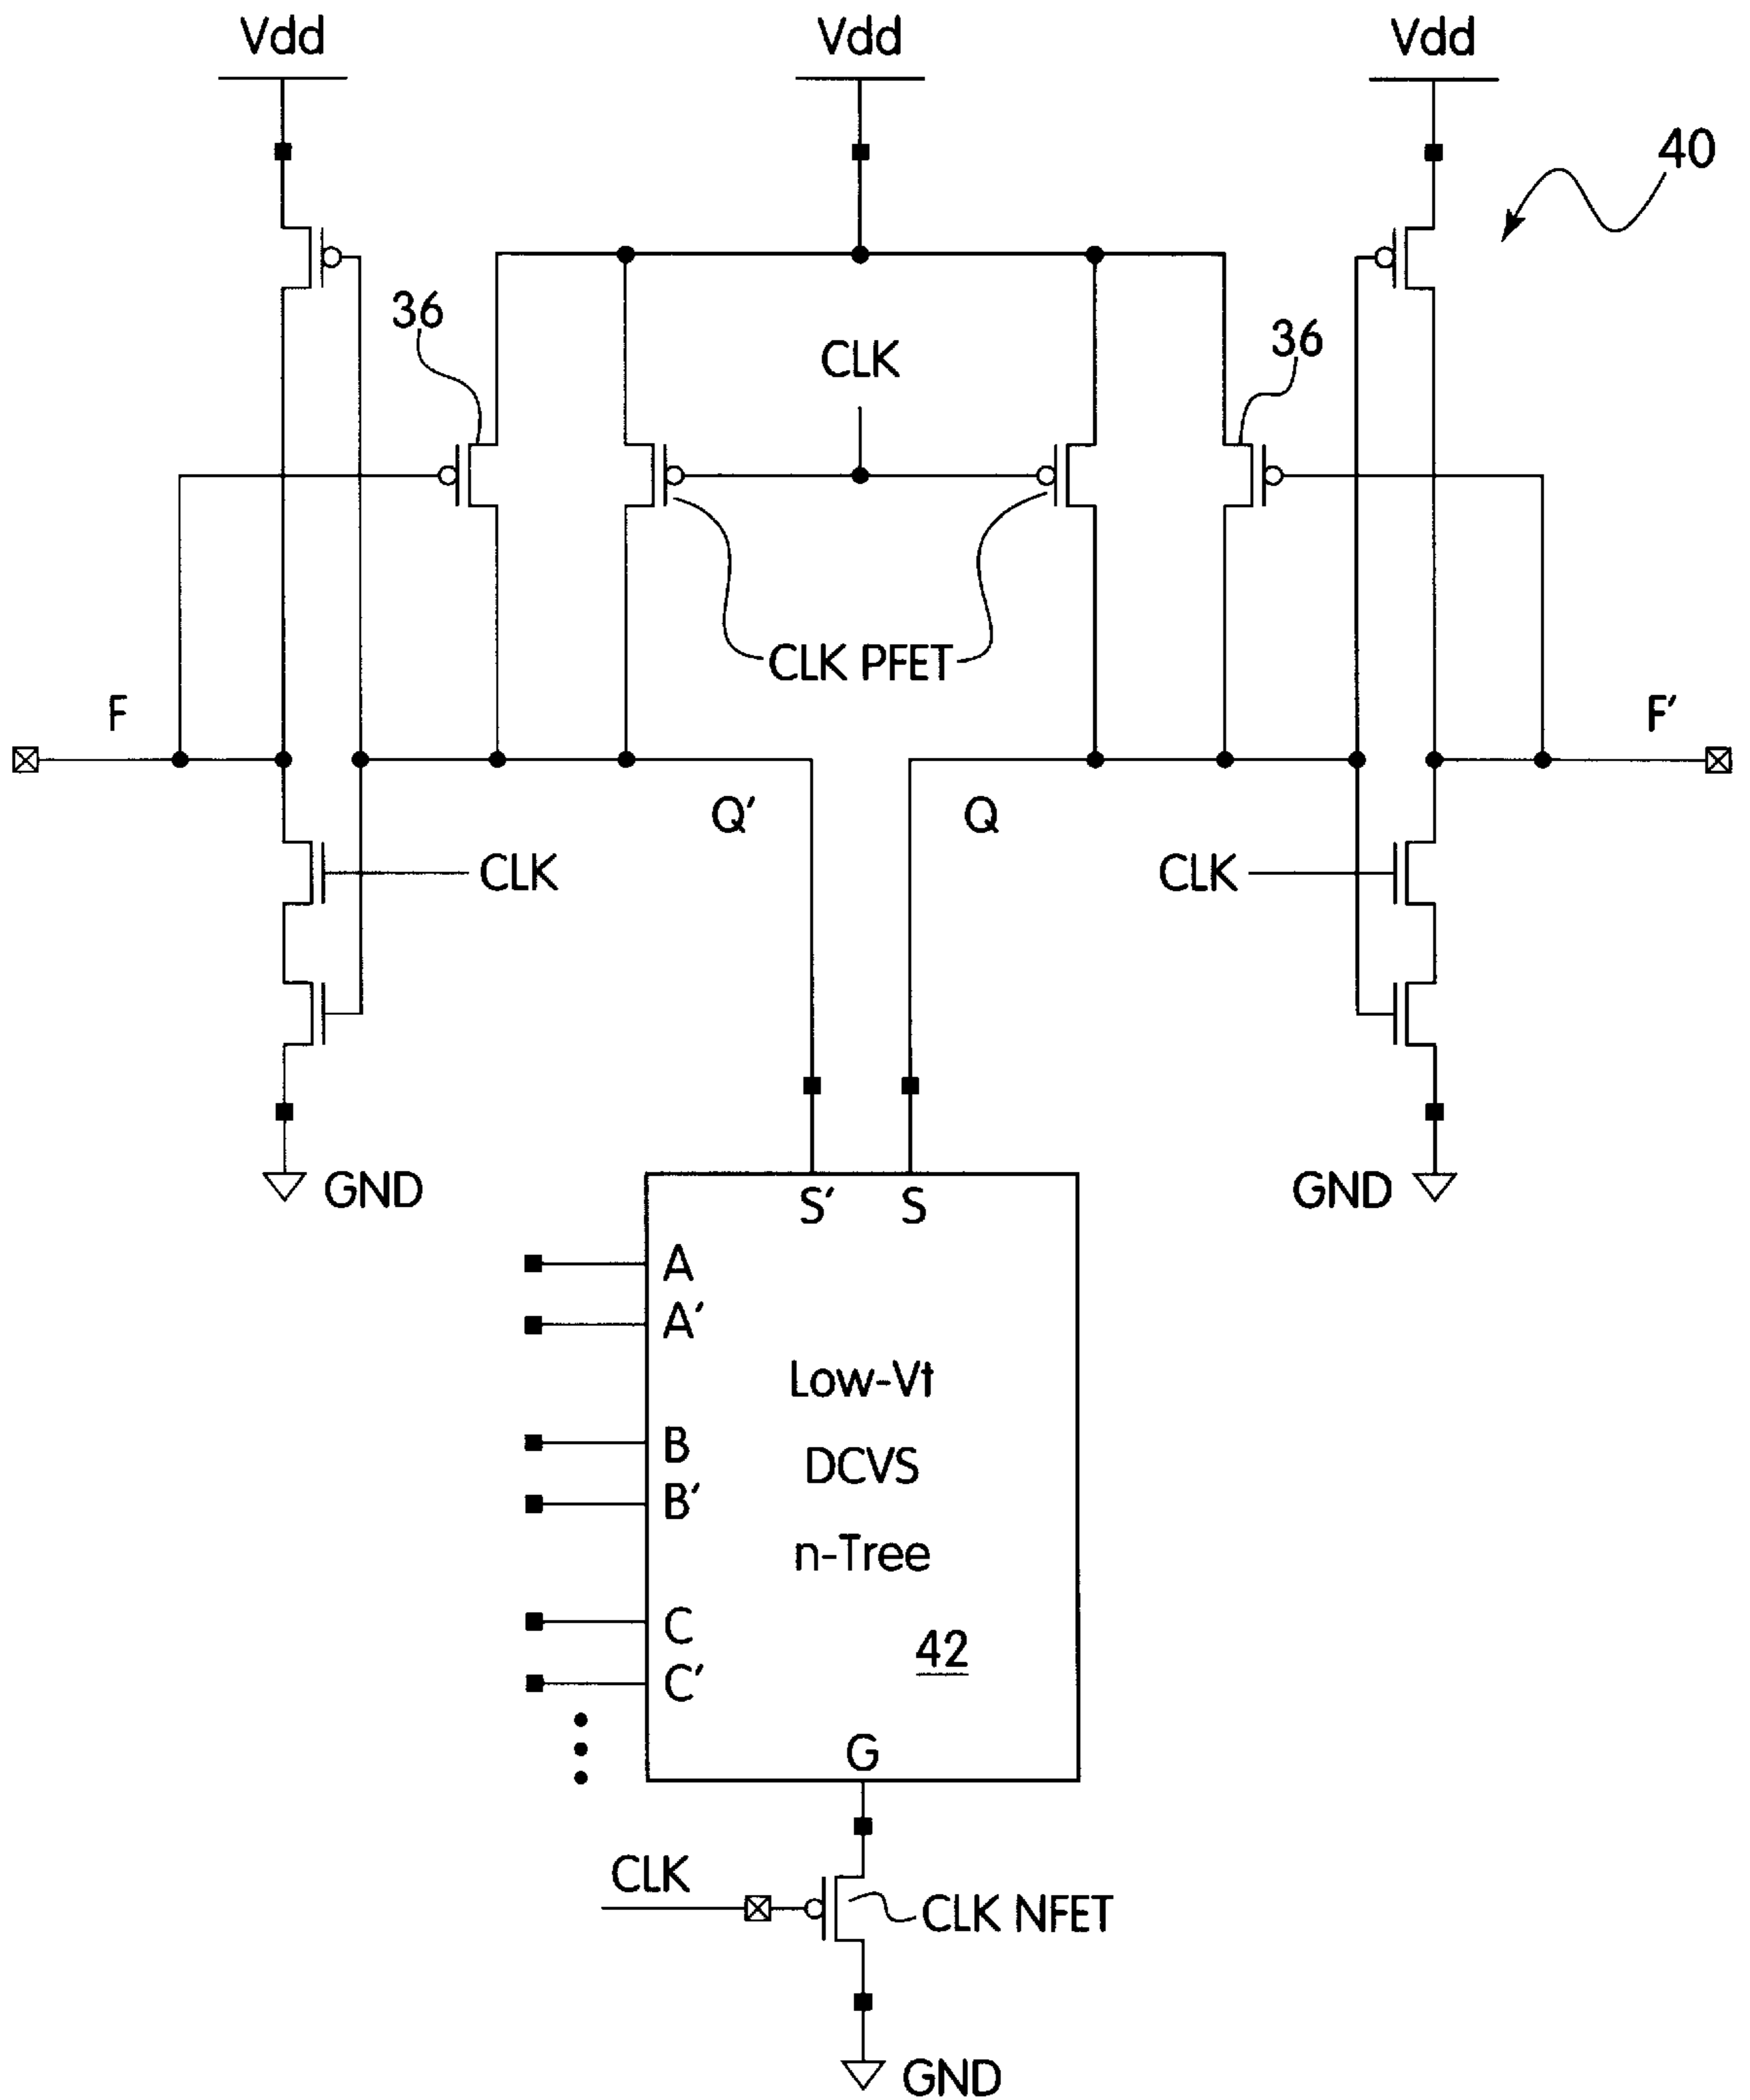 Vdd
Vdd
Vdd
40
36
36
CLK
CLK PFET
F
F'
Q'
Q
CLK
CLK
GND
GND
S'
S
A
A'
Low-Vt
DCVS
n-Tree
B
B'
C
C'
42
G
CLK
CLK NFET
GND